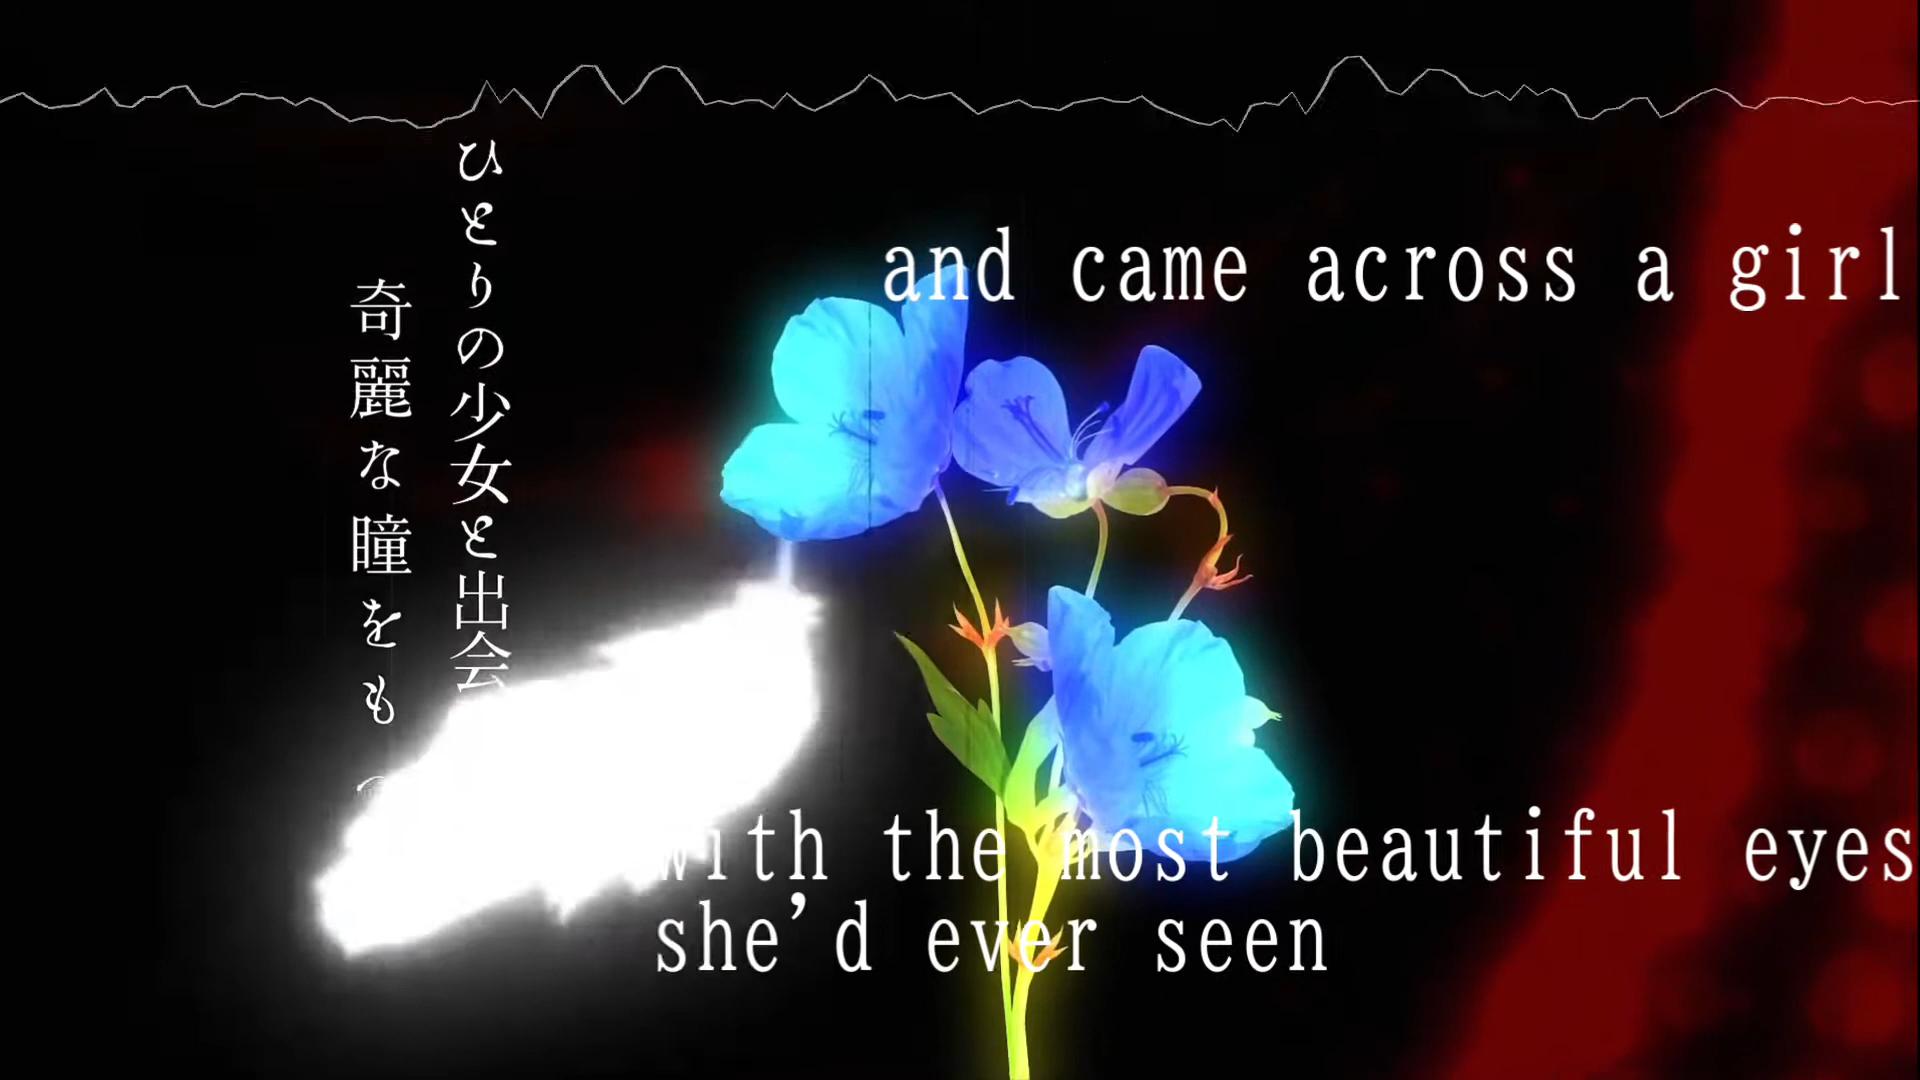 ひとりの少女と出会
奇麗な瞳をも
and came across a girl
with the most beautiful eyes
she’d ever seen